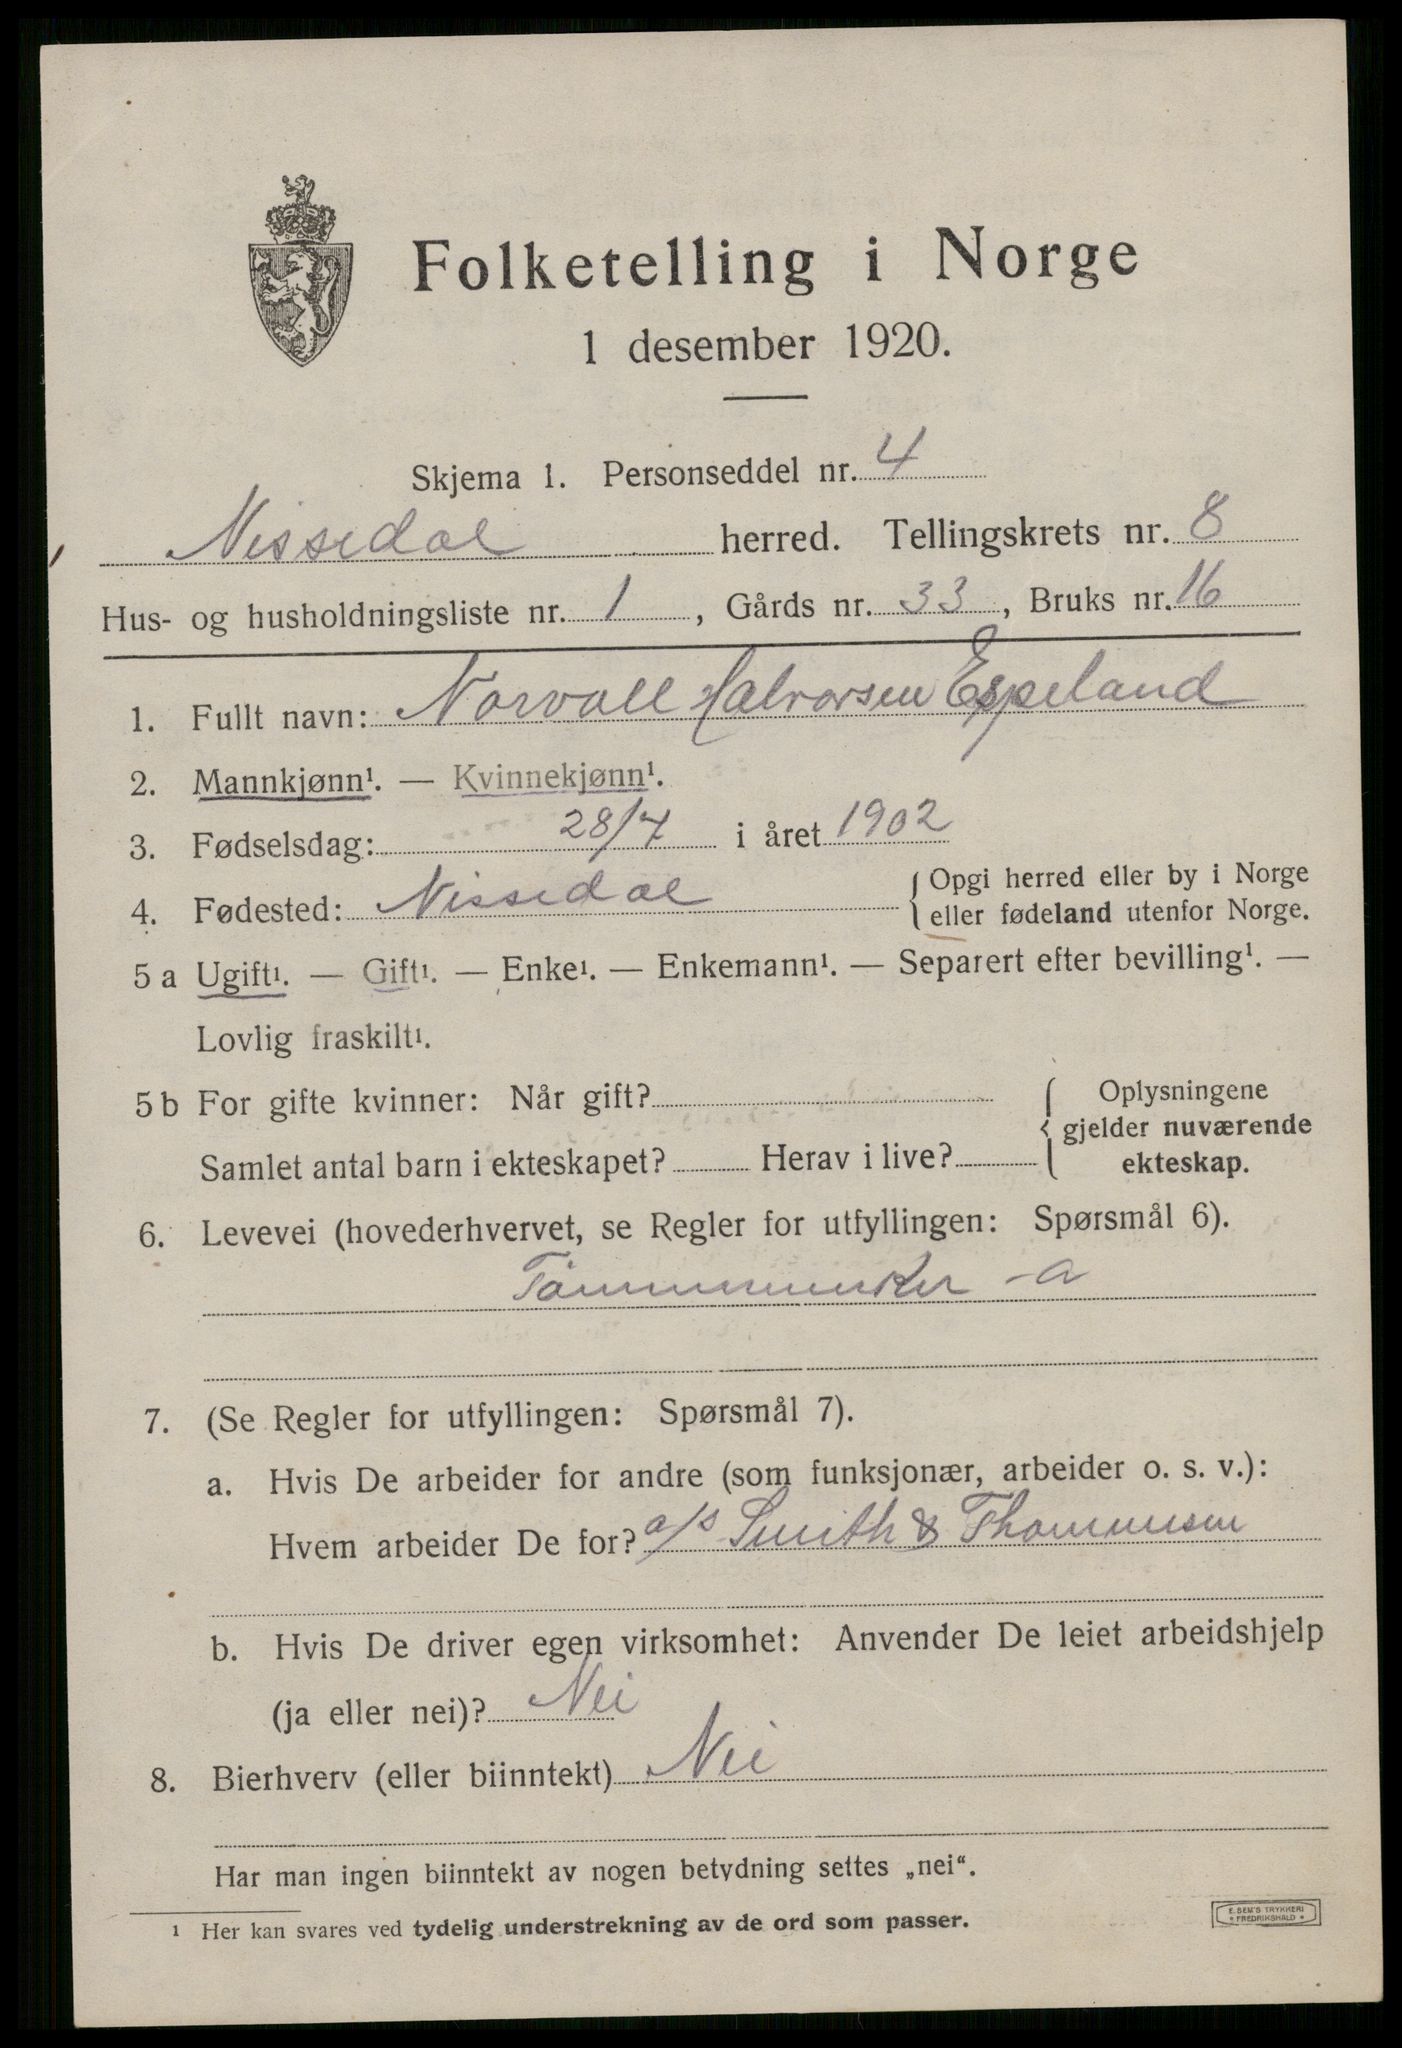 Folketelling i Norge
1 desember 1920.
Skjema 1. Personseddel nr. 4
Nissedal herred. Tellingskrets nr. 8
Hus- og husholdningsliste nr. 1, Gårds nr. 33, Bruks nr. 16
1. Fullt navn: Norvall Halvorsen Espeland
2. Mannkjønn¹. — Kvinnekjønn¹.
3. Fødselsdag: 28/7 i året 1902
4. Fødested: Nissedal { Opgi herred eller by i Norge
eller fødeland utenfor Norge.
5 a Ugift¹. — Gift¹. — Enke¹. — Enkemann¹. — Separert efter bevilling¹. —
Lovlig fraskilt¹.
5 b For gifte kvinner: Når gift? { Oplysningene
gjelder nuværende
Samlet antal barn i ekteskapet? Herav i live? ekteskap.
6. Levevei (hovederhvervet, se Regler for utfyllingen: Spørsmål 6).
-a
7. (Se Regler for utfyllingen: Spørsmål 7).
a. Hvis De arbeider for andre (som funksjonær, arbeider o. s. v.):
Hvem arbeider De for? a/s Smith & Thommesen
b. Hvis De driver egen virksomhet: Anvender De leiet arbeidshjelp
(ja eller nei)? Nei
8. Bierhverv (eller biinntekt) Nei
Har man ingen biinntekt av nogen betydning settes „nei“.
¹ Her kan svares ved tydelig understrekning av de ord som passer.
E. SEM'S TRYKKERI
* FREDRIKSHALD *